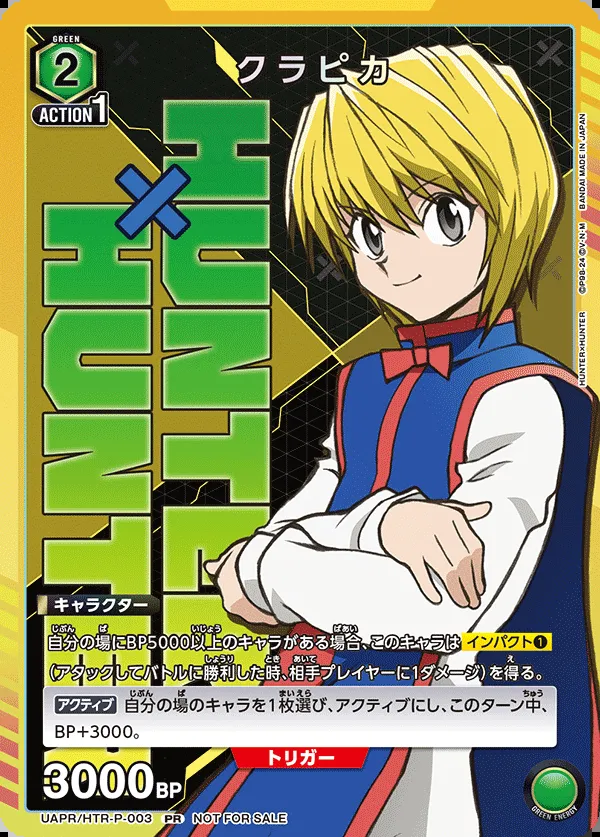 GREEN
2
ACTION 1
クラピカ
HUNTER
×
HUNTER
©P98-24 ©V・N・M BANDAI MADE IN JAPAN
HUNTER×HUNTER
キャラクター
自分の場にBP5000以上のキャラがある場合、このキャラは インパクト❶
(アタックしてバトルに勝利した時、相手プレイヤーに1ダメージ)を得る。
アクティブ 自分の場のキャラを1枚選び、アクティブにし、このターン中、
BP+3000。
トリガー
3000 BP
GREEN ENERGY
UAPR/HTR-P-003 PR NOT FOR SALE